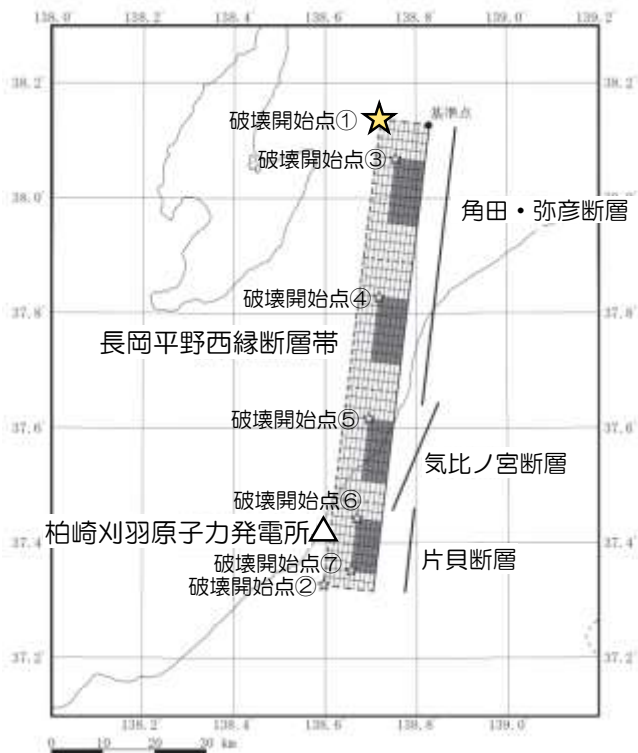 138.0° 138.2° 138.4° 138.6° 138.8° 139.0° 139.2°
38.2°
破壊開始点①
基準点
破壊開始点③
38.0° 38.0°
角田・弥彦断層
破壊開始点④
37.8° 37.8°
長岡平野西縁断層帯
破壊開始点⑤
37.6° 37.6°
気比ノ宮断層
破壊開始点⑥
柏崎刈羽原子力発電所
37.4° 37.4°
片貝断層
破壊開始点⑦
破壊開始点②
37.2° 37.2°
138.2° 138.4° 138.6° 138.8° 139.0°
0 10 20 30 km